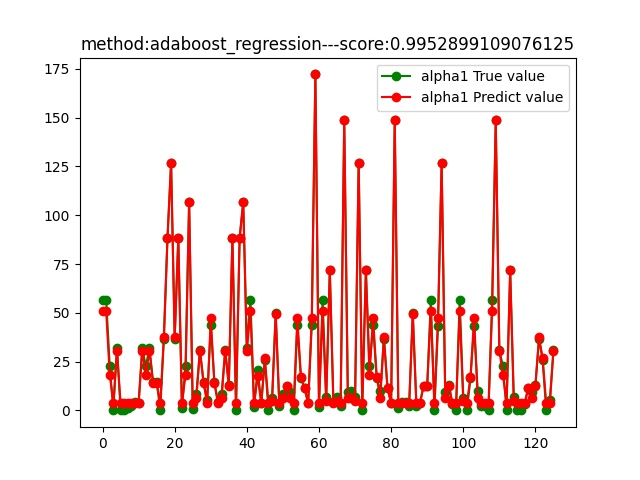 method:adaboost_regression---score:0.9952899109076125
alpha1 True value
alpha1 Predict value
175
150
125
100
75
50
25
0
0 20 40 60 80 100 120